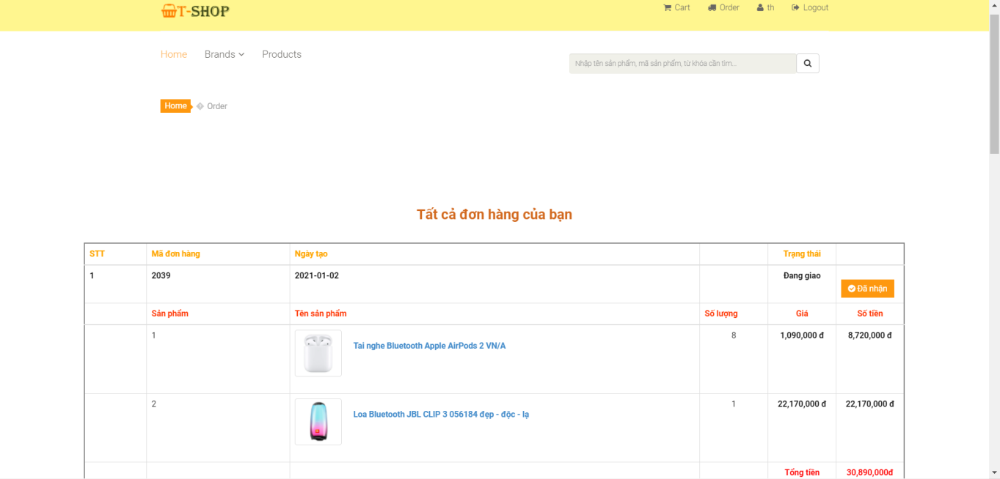 T-SHOP
Cart Order th Logout
Home Brands Products
Nhập tên sản phẩm, mã sản phẩm, từ khóa cần tìm...
Home Order
Tất cả đơn hàng của bạn
STT Mã đơn hàng Ngày tạo Trạng thái
1 2039 2021-01-02 Đang giao
Đã nhận
Sản phẩm Tên sản phẩm Số lượng Giá Số tiền
1 8 1,090,000 đ 8,720,000 đ
Tai nghe Bluetooth Apple AirPods 2 VN/A
2 1 22,170,000 đ 22,170,000 đ
Loa Bluetooth JBL CLIP 3 056184 đẹp - độc - lạ
Tổng tiền 30,890,000đ